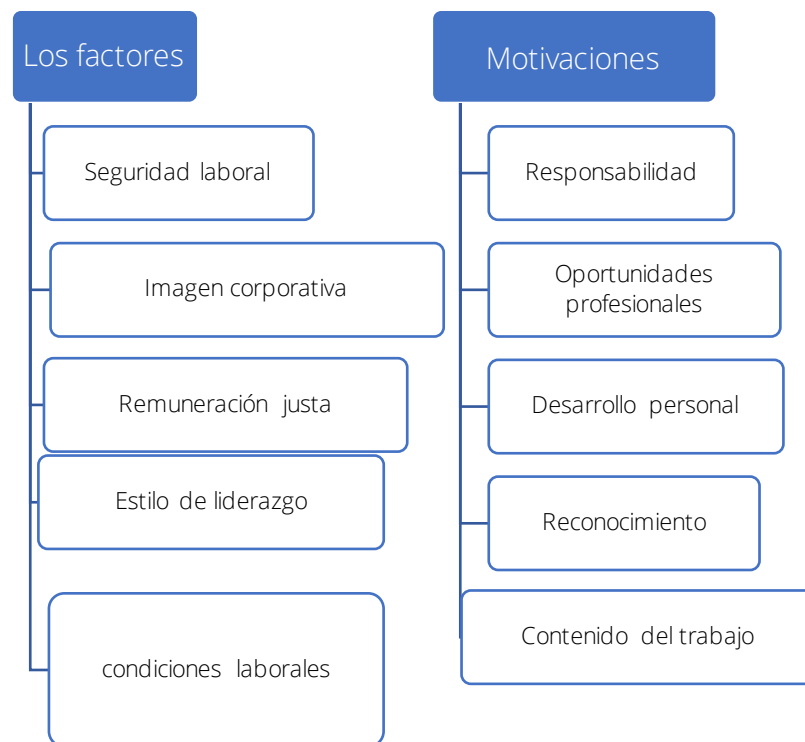 Los factores
Seguridad laboral
Imagen corporativa
Remuneración justa
Estilo de liderazgo
condiciones laborales
Motivaciones
Responsabilidad
Oportunidades
profesionales
Desarrollo personal
Reconocimiento
Contenido del trabajo